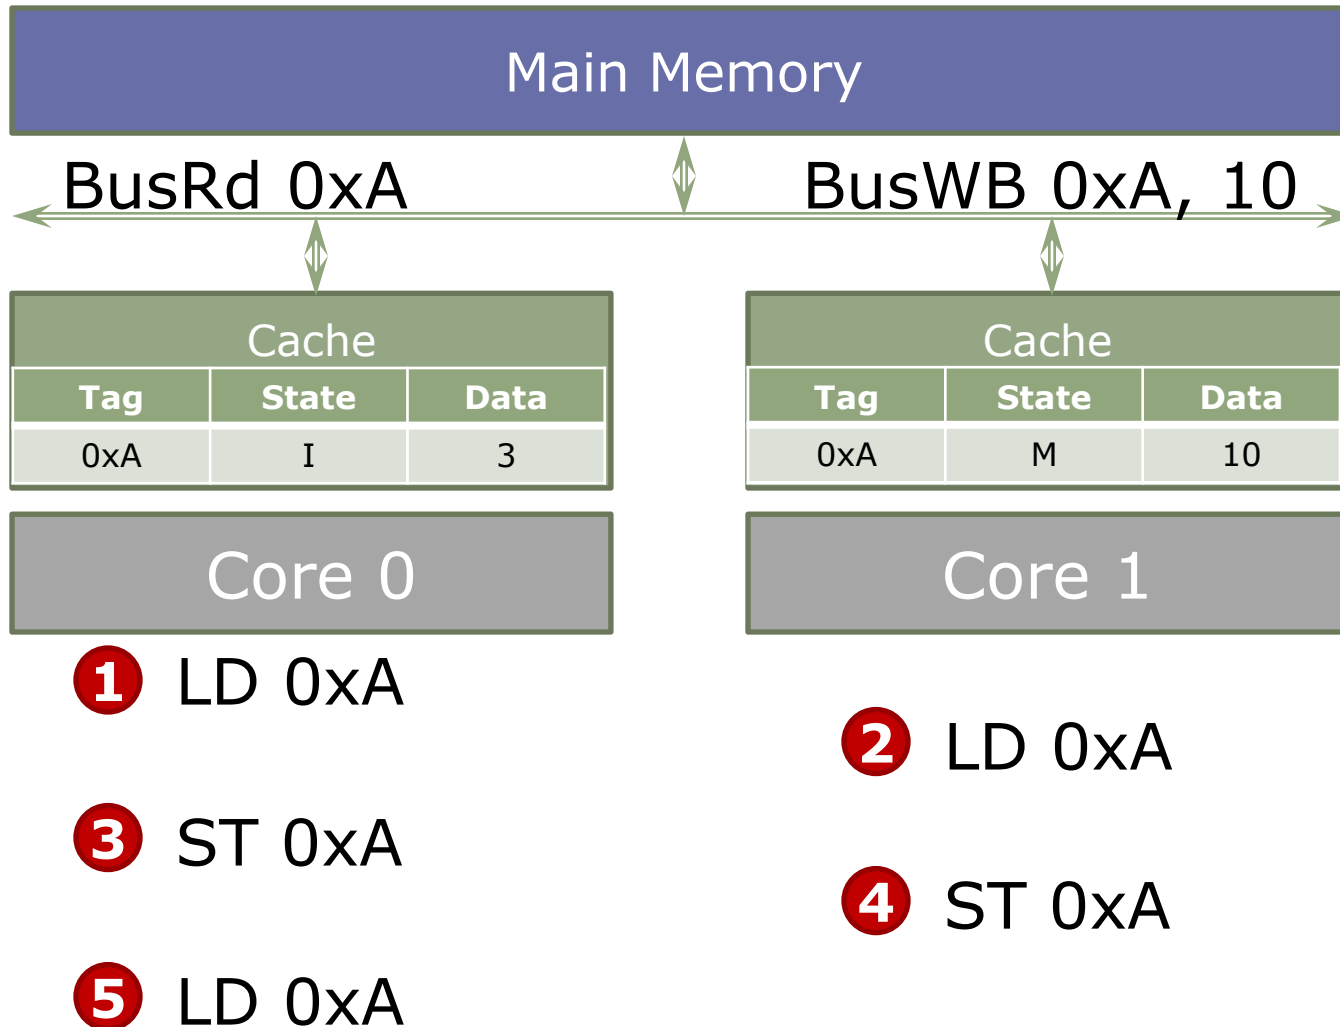 Main Memory
BusRd 0xA
BusWB 0xA, 10
Cache
Tag State Data
0xA I 3
Cache
Tag State Data
0xA M 10
Core 0
Core 1
1 LD 0xA
2 LD 0xA
3 ST 0xA
4 ST 0xA
5 LD 0xA